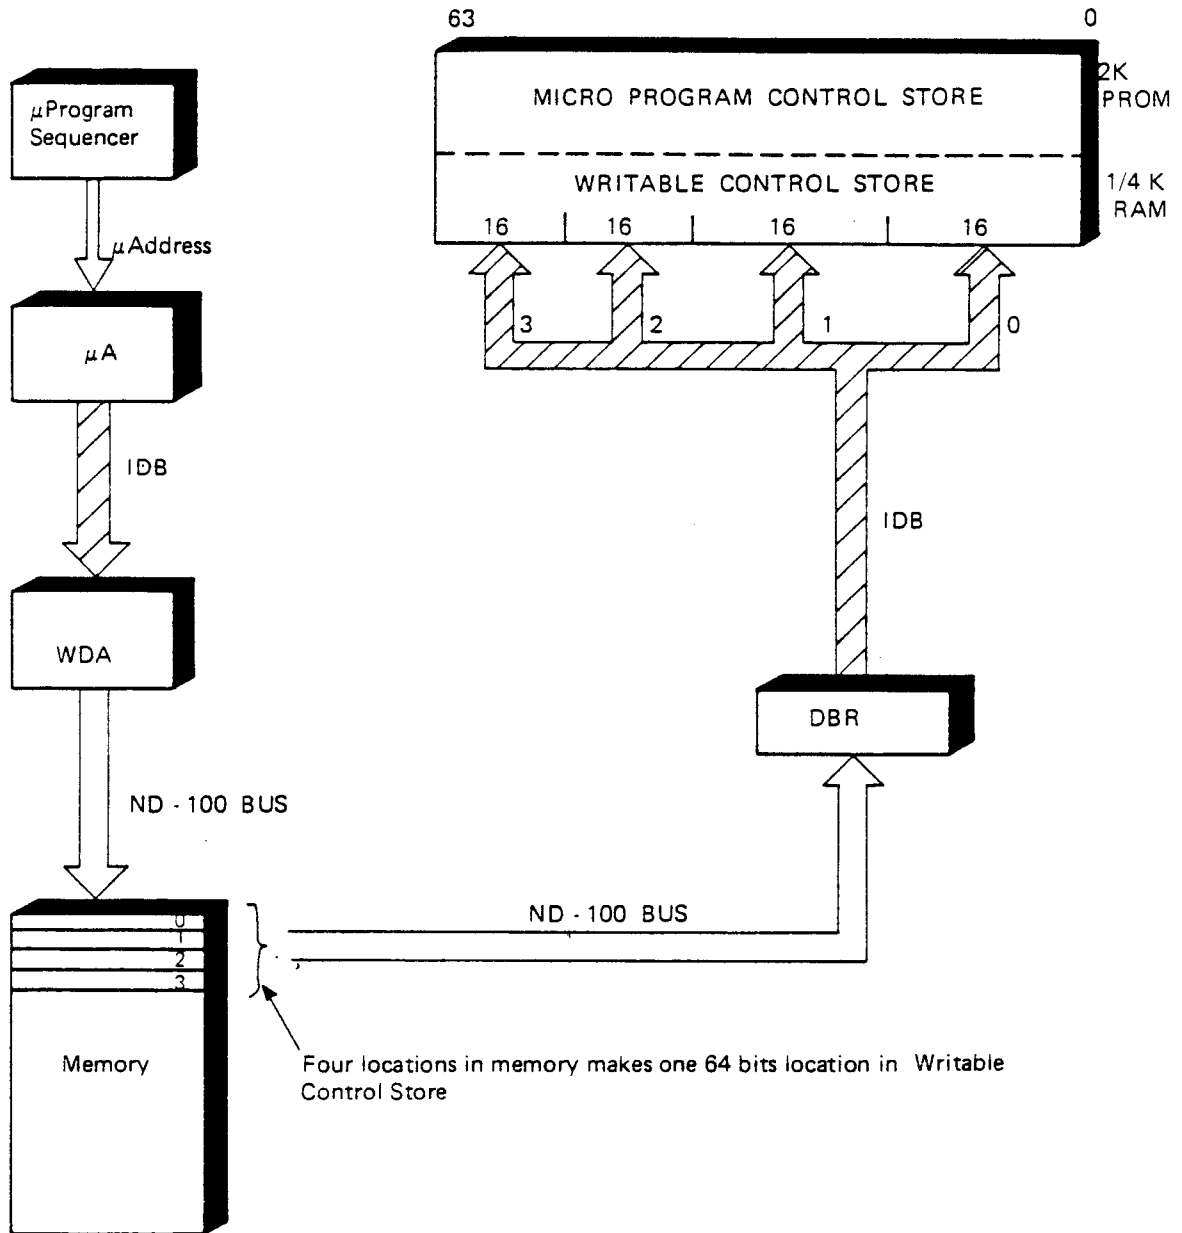 63
0
2K
PROM
MICRO PROGRAM CONTROL STORE
μProgram
Sequencer
WRITABLE CONTROL STORE
1/4 K
RAM
16
16
16
16
μAddress
3
2
1
0
μA
IDB
IDB
WDA
DBR
ND - 100 BUS
ND - 100 BUS
0
1
2
3
Memory
Four locations in memory makes one 64 bits location in Writable
Control Store